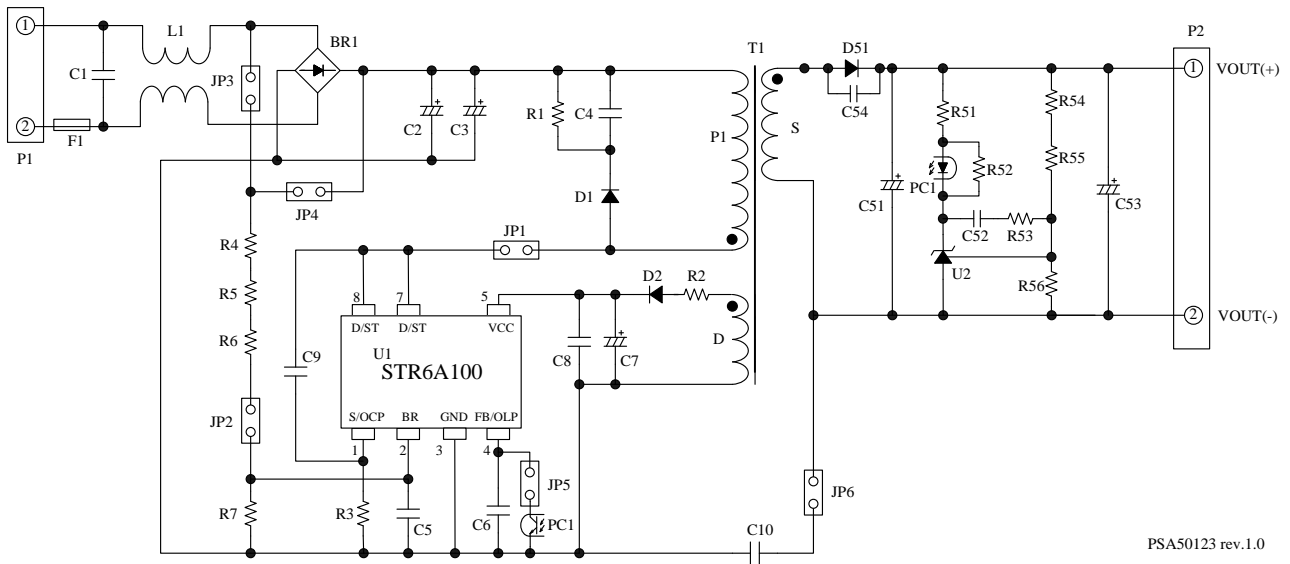 1
L1
BR1
T1
D51
P2
C1
JP3
1
VOUT(+)
C54
R54
2
F1
C2
C3
R1
C4
P1
S
R51
P1
PC1
R52
R55
C51
C53
JP4
D1
C52
R53
R4
JP1
U2
R5
8
7
5
D2
R2
R56
D/ST
D/ST
VCC
2
VOUT(-)
R6
C9
U1
C8
C7
D
STR6A100
JP2
S/OCP
BR
GND
FB/OLP
1
2
3
4
JP5
JP6
R7
R3
C5
C6
PC1
C10
PSA50123 rev.1.0